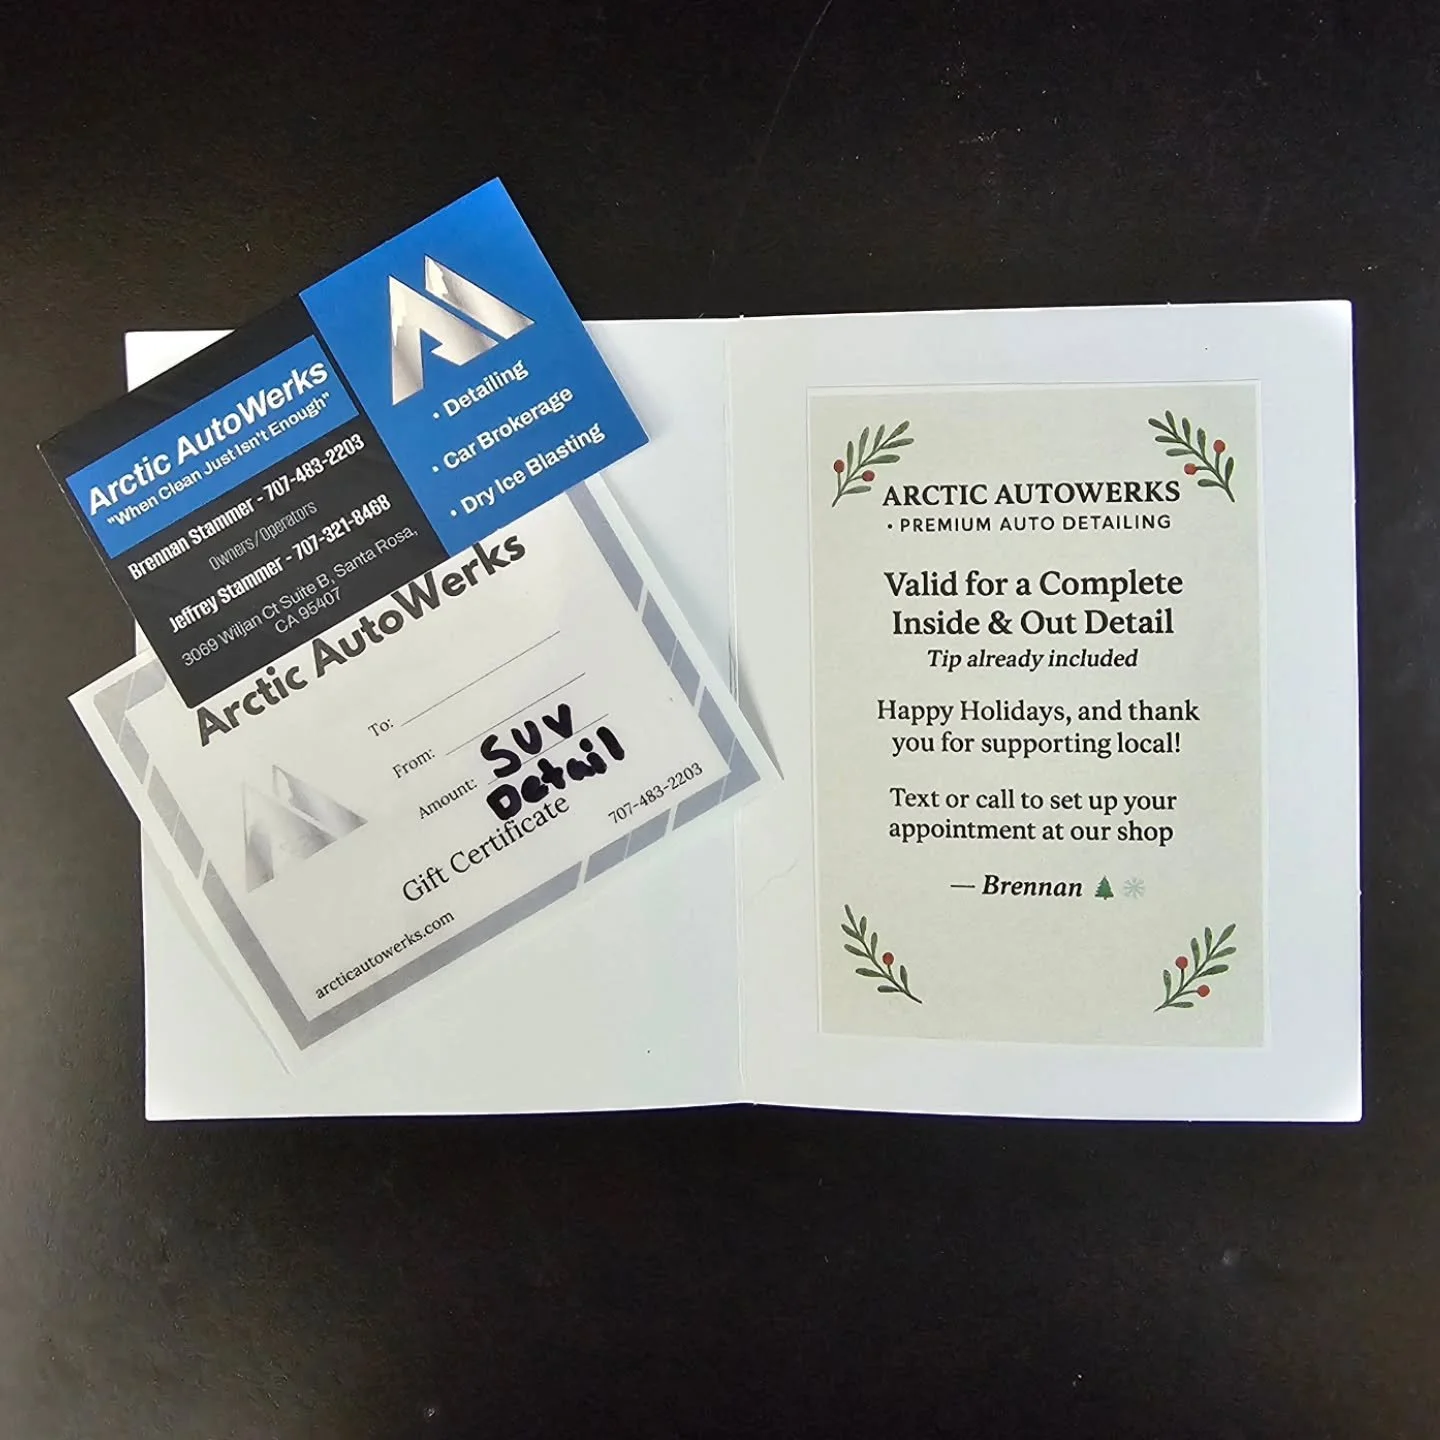 Arctic AutoWerks
"When Clean Just Isn't Enough"
Brennan Stammer - 707-483-2203
Owners/Operators
Jeffrey Stammer - 707-321-8468
3069 Wiljan Ct Suite B, Santa Rosa,
CA 95407
• Detailing
• Car Brokerage
• Dry Ice Blasting
Arctic AutoWerks
To:
From:
Amount: SUV
Detail
Gift Certificate
707-483-2203
arcticautowerks.com
ARCTIC AUTOWERKS
• PREMIUM AUTO DETAILING
Valid for a Complete
Inside & Out Detail
Tip already included
Happy Holidays, and thank
you for supporting local!
Text or call to set up your
appointment at our shop
— Brennan